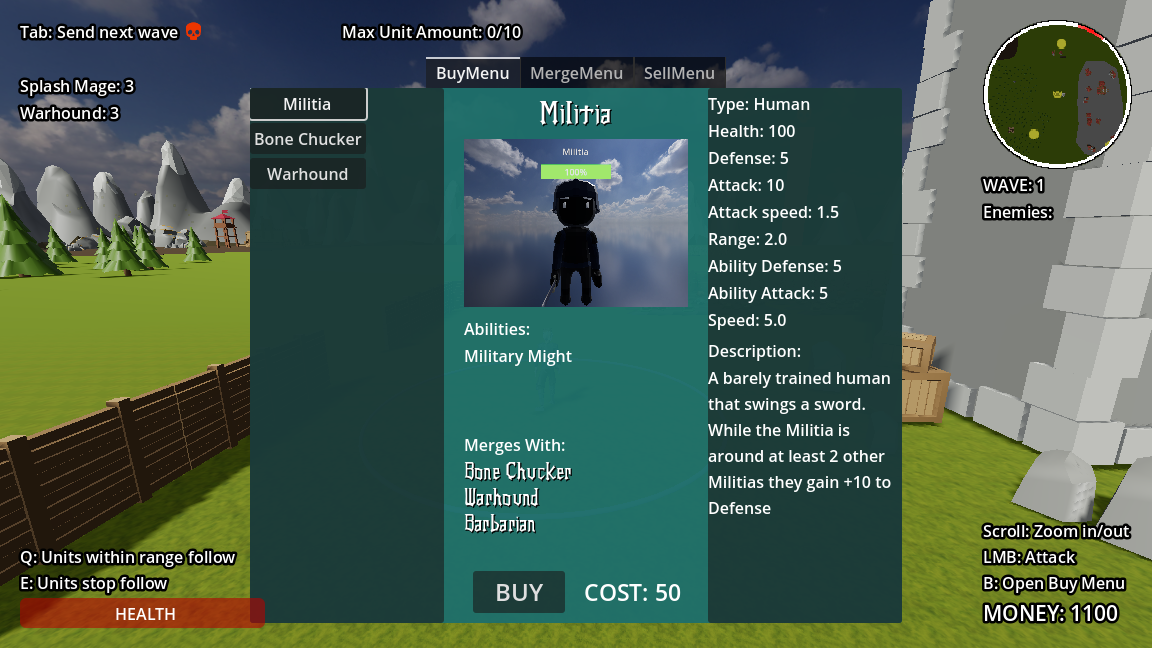 Tab: Send next wave
Max Unit Amount: 0/10
Splash Mage: 3
Warhound: 3
BuyMenu
MergeMenu
SellMenu
Militia
Bone Chucker
Warhound
Militia
Militia
100%
Abilities:
Military Might
Merges With:
Bone Chucker
Warhound
Barbarian
BUY
COST: 50
Type: Human
Health: 100
Defense: 5
Attack: 10
Attack speed: 1.5
Range: 2.0
Ability Defense: 5
Ability Attack: 5
Speed: 5.0
Description:
A barely trained human
that swings a sword.
While the Militia is
around at least 2 other
Militias they gain +10 to
Defense
WAVE: 1
Enemies:
Q: Units within range follow
E: Units stop follow
HEALTH
Scroll: Zoom in/out
LMB: Attack
B: Open Buy Menu
MONEY: 1100